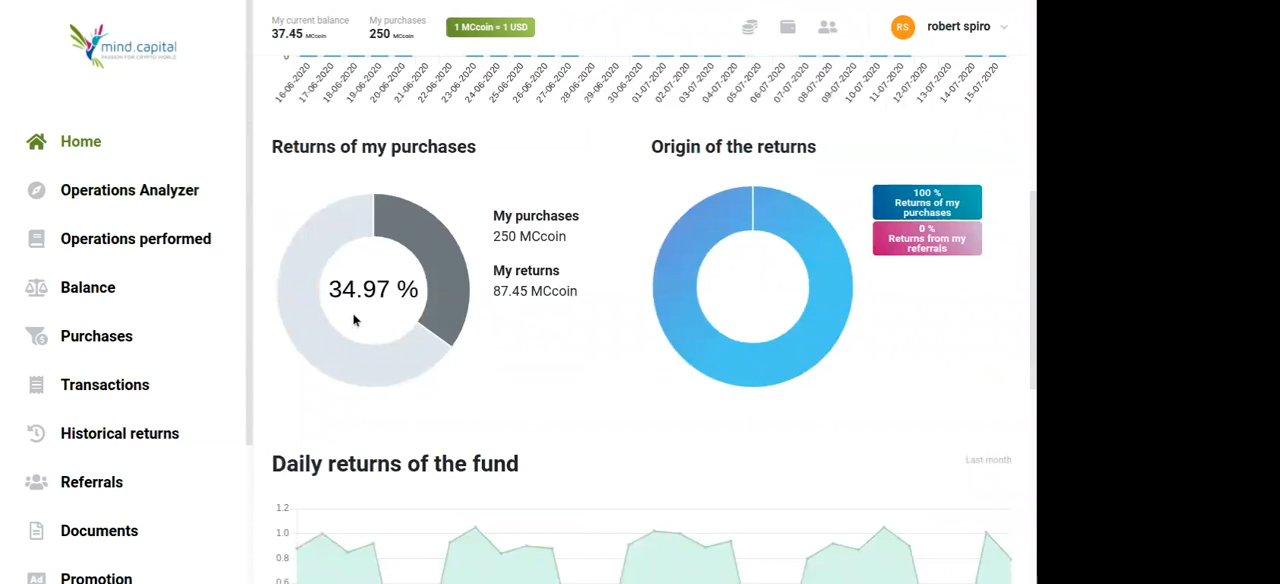 mind.capital
PASSION FOR CRYPTO WORLD
Home
Operations Analyzer
Operations performed
Balance
Purchases
Transactions
Historical returns
Referrals
Documents
Ad
Promotion
My current balance
37.45 MCcoin
My purchases
250 MCcoin
1 MCcoin = 1 USD
RS
robert spiro
0
16-06-2020
17-06-2020
18-06-2020
19-06-2020
20-06-2020
21-06-2020
22-06-2020
23-06-2020
24-06-2020
25-06-2020
26-06-2020
27-06-2020
28-06-2020
29-06-2020
30-06-2020
01-07-2020
02-07-2020
03-07-2020
04-07-2020
05-07-2020
06-07-2020
07-07-2020
08-07-2020
09-07-2020
10-07-2020
11-07-2020
12-07-2020
13-07-2020
14-07-2020
15-07-2020
Returns of my purchases
34.97 %
My purchases
250 MCcoin
My returns
87.45 MCcoin
Origin of the returns
100 %
Returns of my
purchases
0 %
Returns from my
referrals
Daily returns of the fund
Last month
1.2
1.0
0.8
0.6